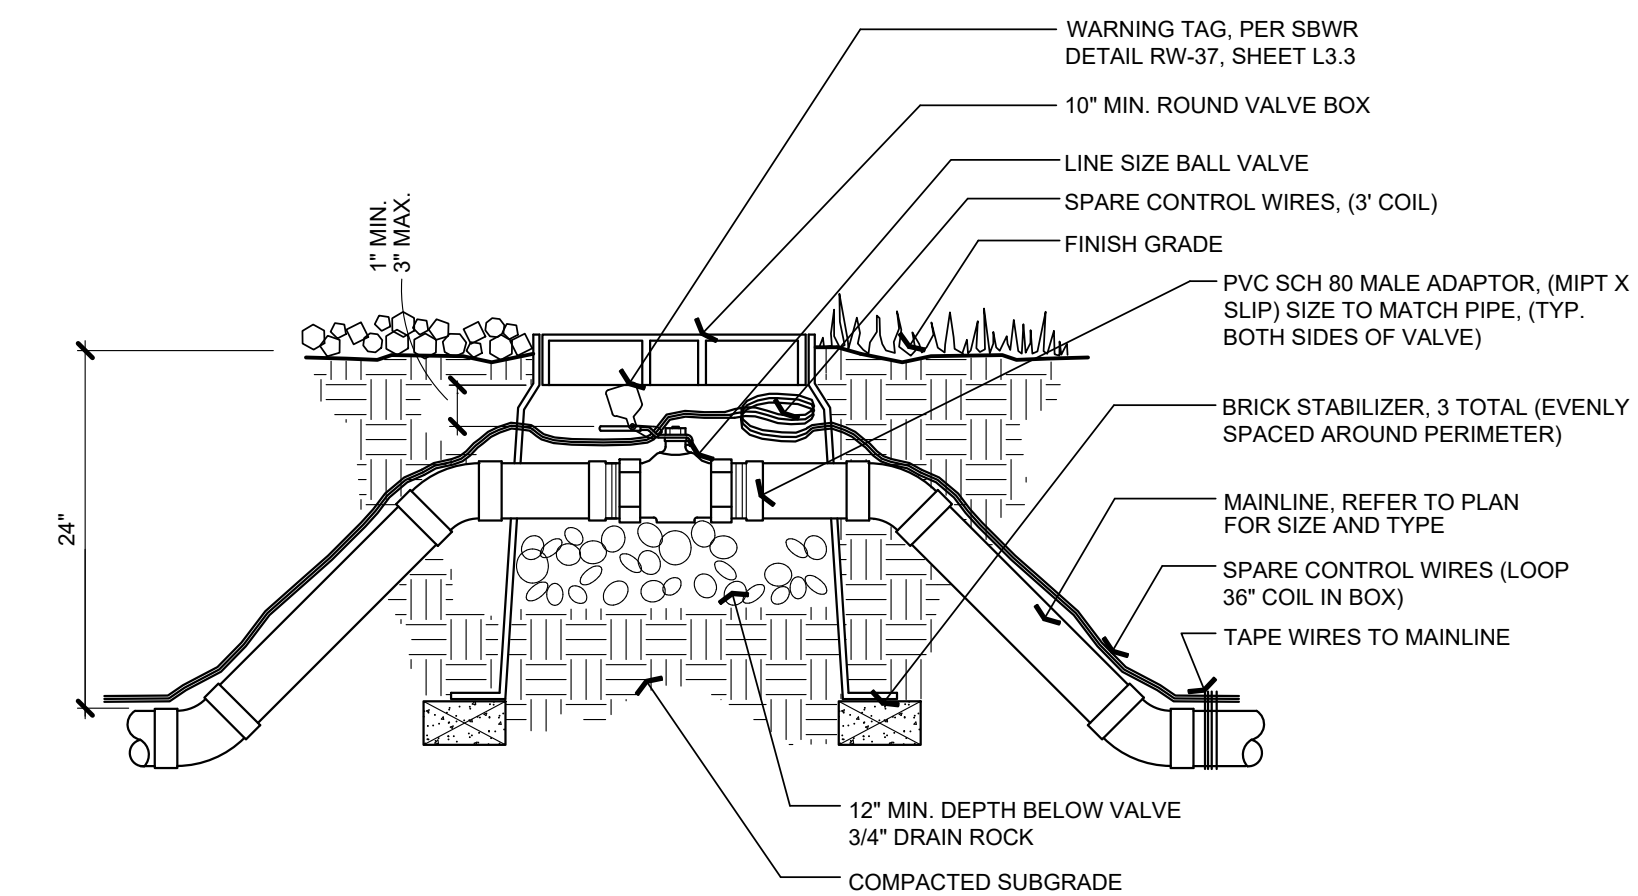 WARNING TAG, PER SBWR
DETAIL RW-37, SHEET L3.3
10" MIN. ROUND VALVE BOX
LINE SIZE BALL VALVE
SPARE CONTROL WIRES, (3' COIL)
FINISH GRADE
PVC SCH 80 MALE ADAPTOR, (MIPT X
SLIP) SIZE TO MATCH PIPE, (TYP.
BOTH SIDES OF VALVE)
BRICK STABILIZER, 3 TOTAL (EVENLY
SPACED AROUND PERIMETER)
MAINLINE, REFER TO PLAN
FOR SIZE AND TYPE
SPARE CONTROL WIRES (LOOP
36" COIL IN BOX)
TAPE WIRES TO MAINLINE
12" MIN. DEPTH BELOW VALVE
3/4" DRAIN ROCK
COMPACTED SUBGRADE
1" MIN.
3" MAX.
24"